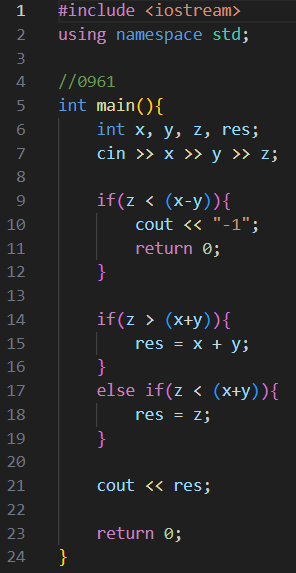 1 #include <iostream>
2 using namespace std;
3
4 //0961
5 int main(){
6     int x, y, z, res;
7     cin >> x >> y >> z;
8
9     if(z < (x-y)){
10         cout << "-1";
11         return 0;
12     }
13
14     if(z > (x+y)){
15         res = x + y;
16     }
17     else if(z < (x+y)){
18         res = z;
19     }
20
21     cout << res;
22
23     return 0;
24 }